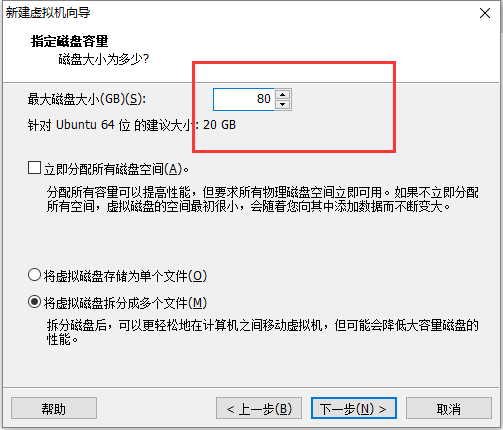 新建虚拟机向导
指定磁盘容量
磁盘大小为多少?
最大磁盘大小(GB)(S): 80
针对 Ubuntu 64 位 的建议大小: 20 GB
立即分配所有磁盘空间(A)。
分配所有容量可以提高性能，但要求所有物理磁盘空间立即可用。如果不立即分配
所有空间，虚拟磁盘的空间最初很小，会随着您向其中添加数据而不断变大。
将虚拟磁盘存储为单个文件(O)
将虚拟磁盘拆分成多个文件(M)
拆分磁盘后，可以更轻松地在计算机之间移动虚拟机，但可能会降低大容量磁盘的
性能。
帮助 < 上一步(B) 下一步(N) > 取消